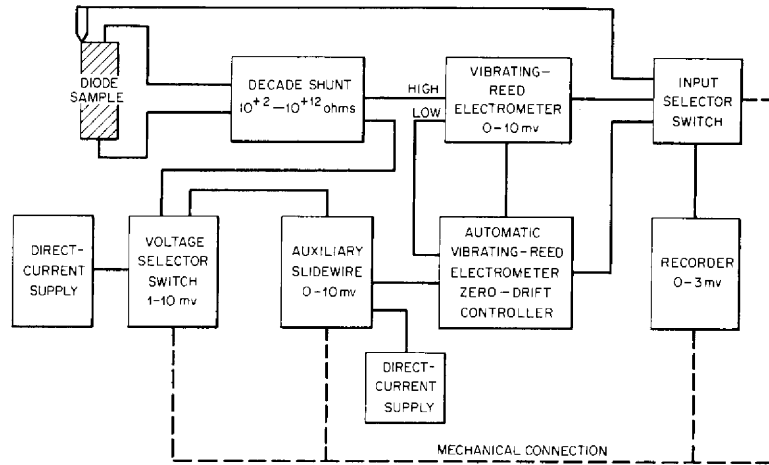 DIODE
SAMPLE
DECADE SHUNT
10+2—10+12 ohms
HIGH
LOW
VIBRATING-
REED
ELECTROMETER
0-10 mv
INPUT
SELECTOR
SWITCH
DIRECT-
CURRENT
SUPPLY
VOLTAGE
SELECTOR
SWITCH
1-10 mv
AUXILIARY
SLIDEWIRE
0-10 mv
AUTOMATIC
VIBRATING-REED
ELECTROMETER
ZERO-DRIFT
CONTROLLER
RECORDER
0-3 mv
DIRECT-
CURRENT
SUPPLY
MECHANICAL CONNECTION